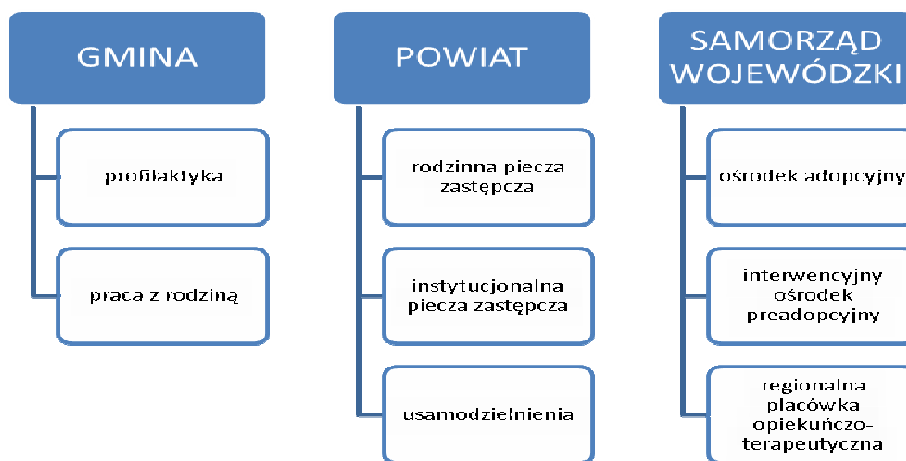 GMINA
profilaktyka
praca z rodziną
POWIAT
rodzinna piecza
zastępcza
instytucjonalna
piecza zastępcza
usamodzielnienia
SAMORZĄD
WOJEWÓDZKI
ośrodek adopcyjny
interwencyjny
ośrodek
preadopcyjny
regionalna
placówka
opiekuńczo-
terapeutyczna